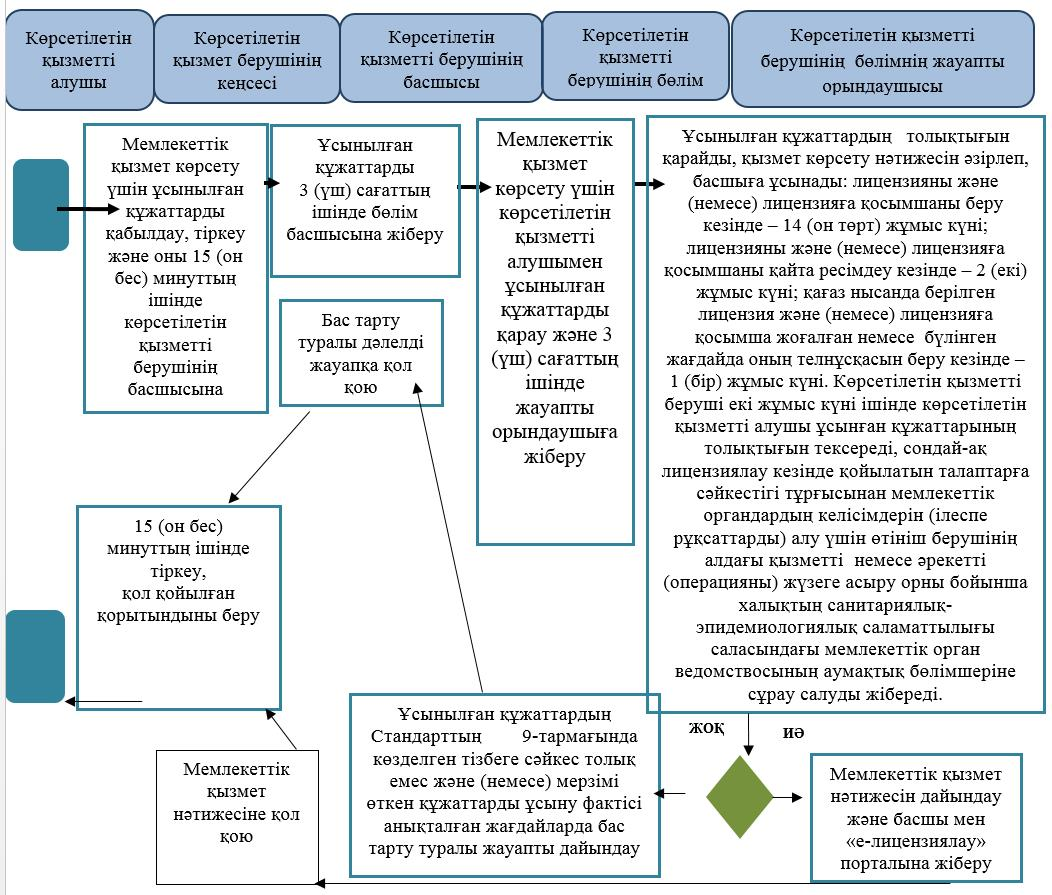 Көрсетілетін
қызметті
алушы
Көрсетілетін
қызмет берушінің
кеңсесі
Көрсетілетін
қызметті берушінің
басшысы
Көрсетілетін
қызметті
берушінің бөлім
Көрсетілетін қызметті
берушінің бөлімнің жауапты
орындаушысы
Мемлекеттік
қызмет көрсету
үшін ұсынылған
құжаттарды
қабылдау, тіркеу
және оны 15 (он
бес) минуттың
ішінде
көрсетілетін
қызметті
берушінің
басшысына
Ұсынылған
құжаттарды
3 (үш) сағаттың
ішінде бөлім
басшысына жіберу
Мемлекеттік
қызмет
көрсету үшін
көрсетілетін
қызметті
алушымен
ұсынылған
құжаттарды
қарау және 3
(үш) сағаттың
ішінде
жауапты
орындаушыға
жіберу
Ұсынылған құжаттардың толықтығын
қарайды, қызмет көрсету нәтижесін әзірлеп,
басшыға ұсынады: лицензияны және
(немесе) лицензияға қосымшаны беру
кезінде – 14 (он төрт) жұмыс күні;
лицензияны және (немесе) лицензияға
қосымшаны қайта ресімдеу кезінде – 2 (екі)
жұмыс күні; қағаз нысанда берілген
лицензия және (немесе) лицензияға
қосымша жоғалған немесе бүлінген
жағдайда оның телнұсқасын беру кезінде –
1 (бір) жұмыс күні. Көрсетілетін қызметті
беруші екі жұмыс күні ішінде көрсетілетін
қызметті алушы ұсынған құжаттарының
толықтығын тексереді, сондай-ақ
лицензиялау кезінде қойылатын талаптарға
сәйкестігі тұрғысынан мемлекеттік
органдардың келісімдерін (ілеспе
рұқсаттарды) алу үшін өтініш берушінің
алдағы қызметті немесе әрекетті
(операцияны) жүзеге асыру орны бойынша
халықтың санитариялық-
эпидемиологиялық саламаттылығы
саласындағы мемлекеттік орган
ведомствосының аумақтық бөлімшеріне
сұрау салуды жібереді.
Бас тарту
туралы дәлелді
жауапқа қол
қою
15 (он бес)
минуттың ішінде
тіркеу,
қол қойылған
қорытындыны беру
Ұсынылған құжаттардың
Стандарттың 9-тармағында
көзделген тізбеге сәйкес толық
емес және (немесе) мерзімі
өткен құжаттарды ұсыну фактісі
анықталған жағдайларда бас
тарту туралы жауапты дайындау
жоқ
иә
Мемлекеттік
қызмет
нәтижесіне қол
қою
Мемлекеттік қызмет
нәтижесін дайындау
және басшы мен
«е-лицензиялау»
порталына жіберу